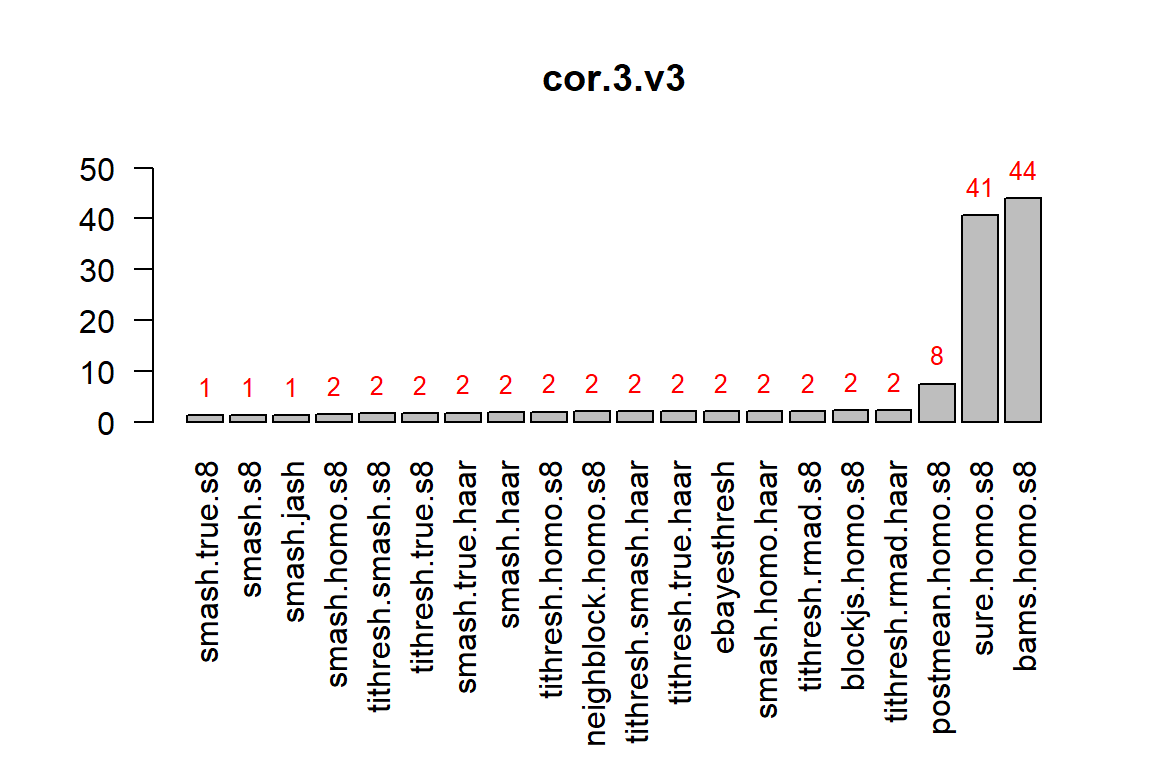 cor.3.v3
50
40
30
20
10
0
1 1 1 2 2 2 2 2 2 2 2 2 2 2 2 2 2 8 41 44
smash.true.s8
smash.s8
smash.jash
smash.homo.s8
tithresh.smash.s8
tithresh.true.s8
smash.true.haar
smash.haar
tithresh.homo.s8
neighblock.homo.s8
tithresh.smash.haar
tithresh.true.haar
ebayesthresh
smash.homo.haar
tithresh.rmad.s8
blockjs.homo.s8
tithresh.rmad.haar
postmean.homo.s8
sure.homo.s8
bams.homo.s8